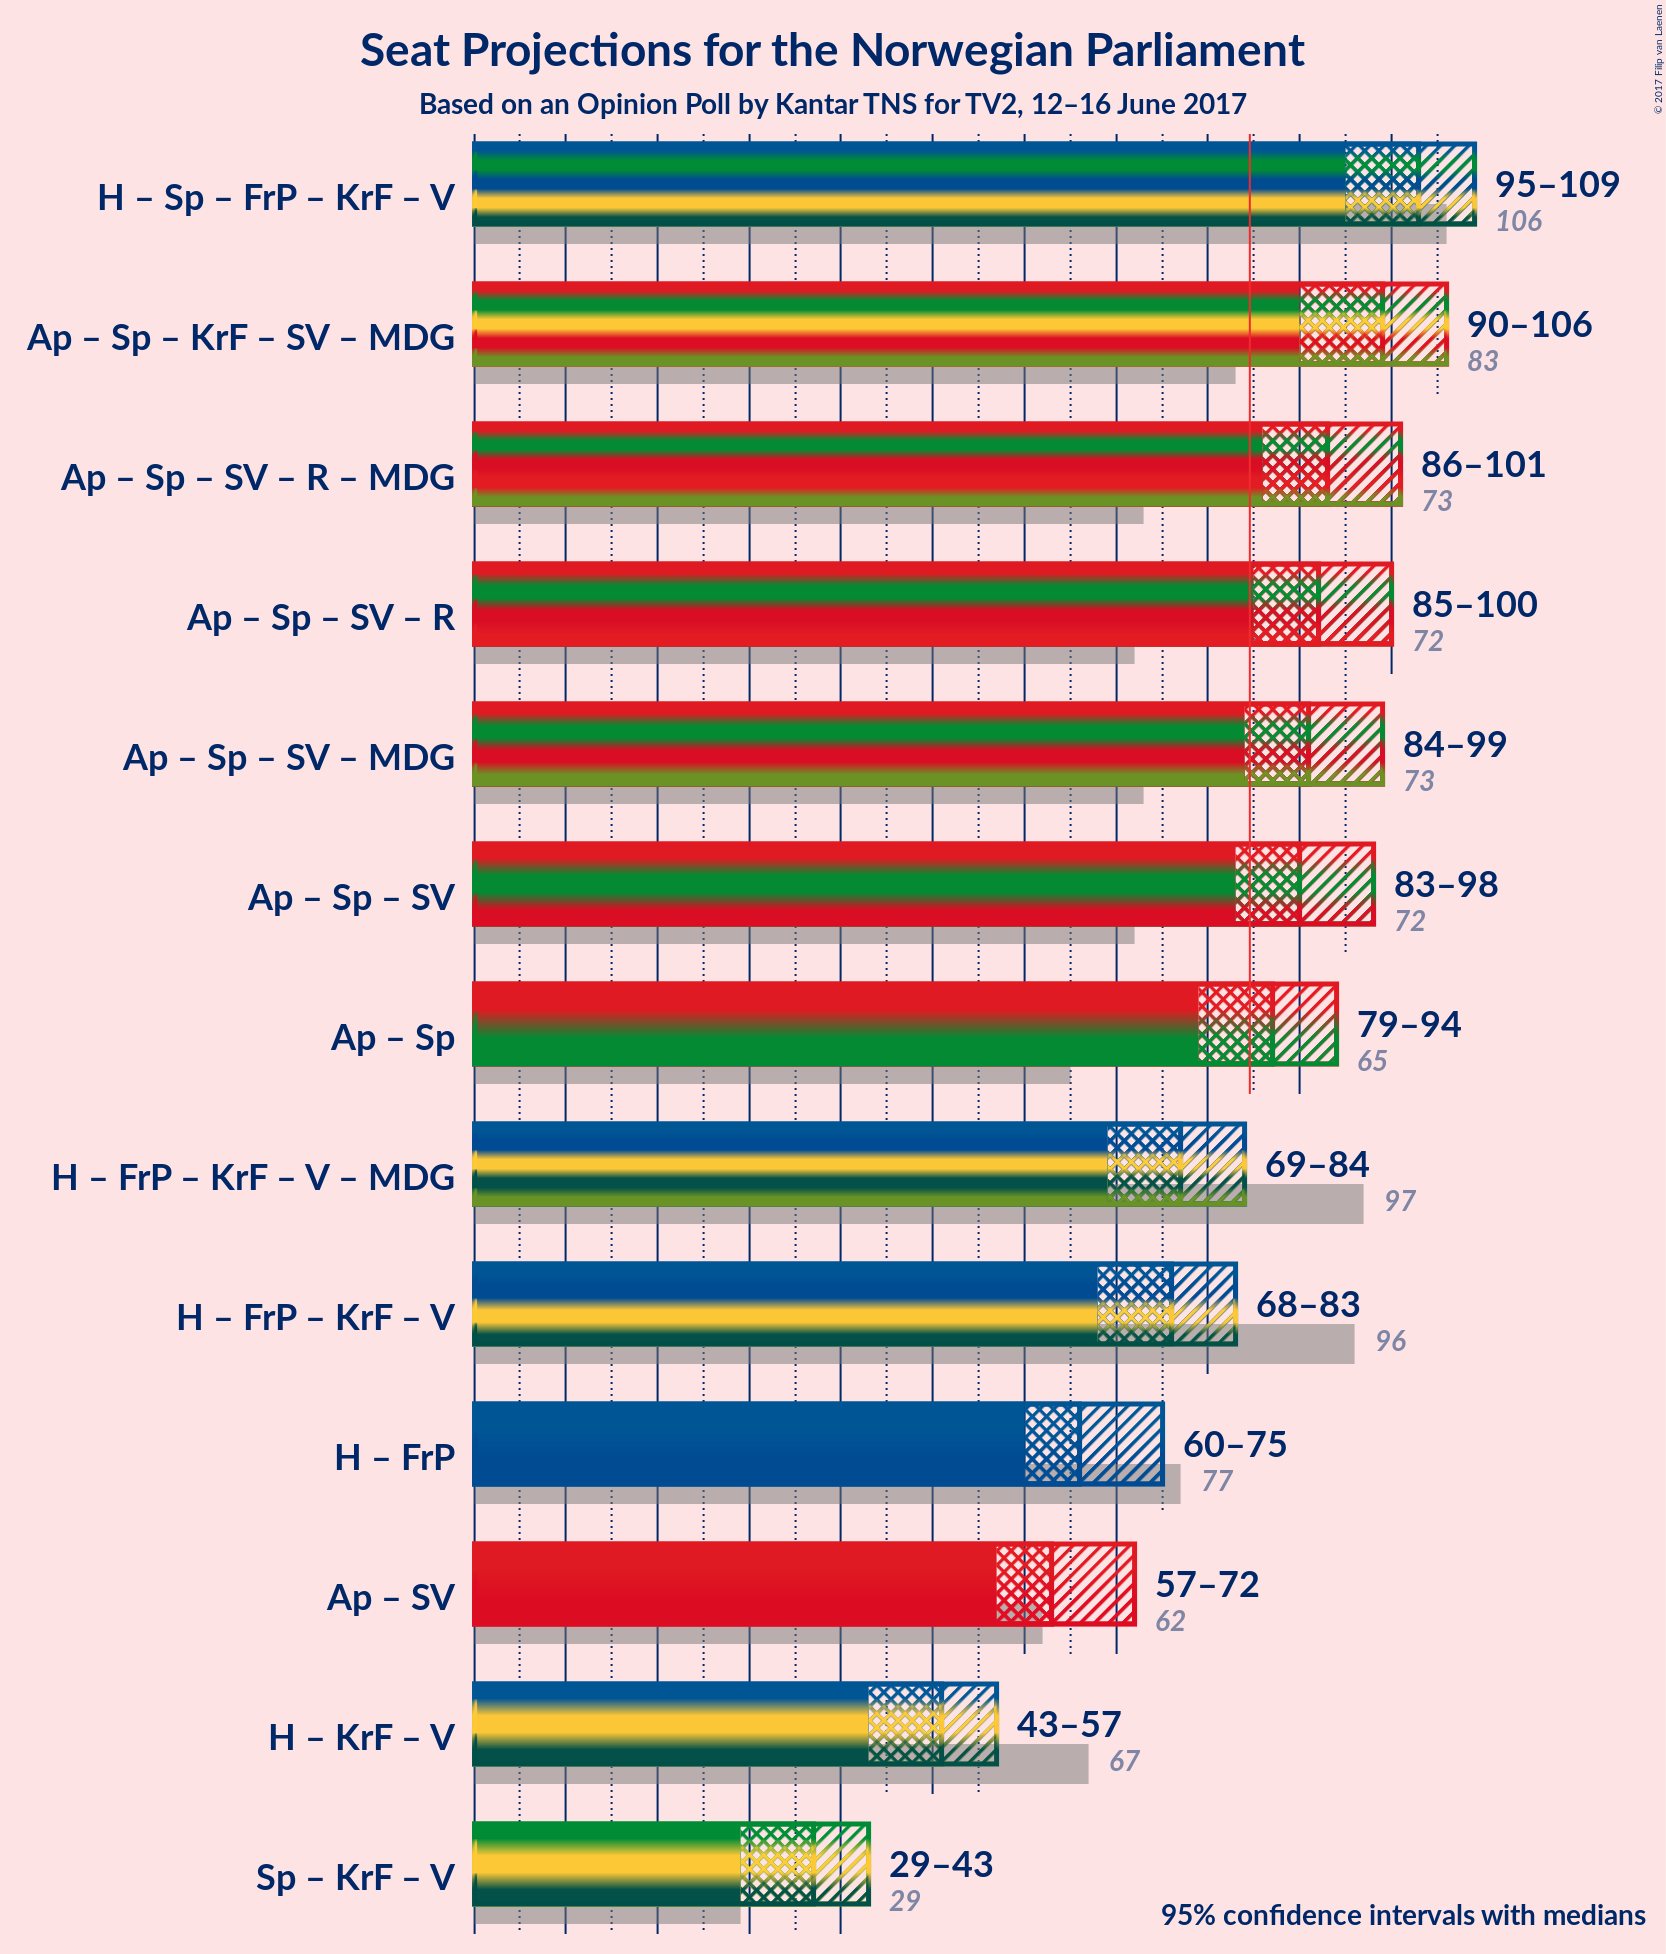 Seat Projections for the Norwegian Parliament
Based on an Opinion Poll by Kantar TNS for TV2, 12–16 June 2017
© 2017 Filip van Laenen
H – Sp – FrP – KrF – V
95–109
106
Ap – Sp – KrF – SV – MDG
90–106
83
Ap – Sp – SV – R – MDG
86–101
73
Ap – Sp – SV – R
85–100
72
Ap – Sp – SV – MDG
84–99
73
Ap – Sp – SV
83–98
72
Ap – Sp
79–94
65
H – FrP – KrF – V – MDG
69–84
97
H – FrP – KrF – V
68–83
96
H – FrP
60–75
77
Ap – SV
57–72
62
H – KrF – V
43–57
67
Sp – KrF – V
29–43
29
95% confidence intervals with medians